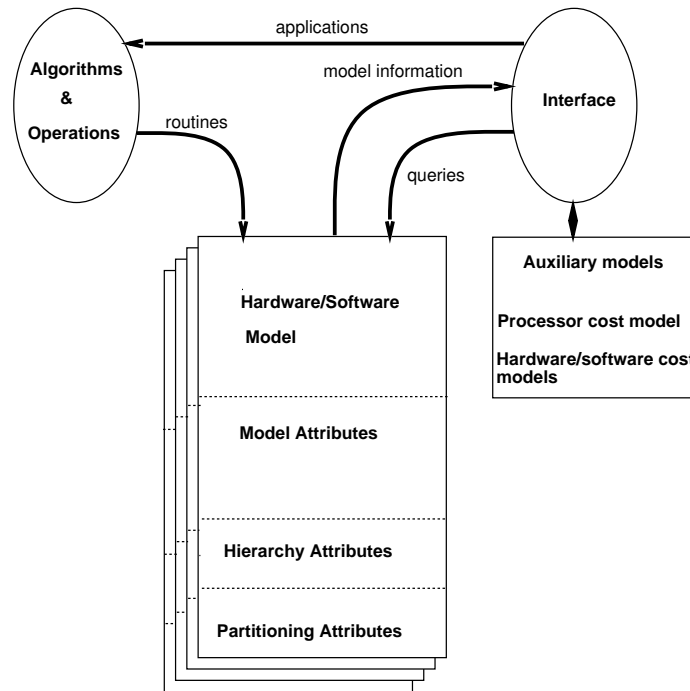 applications
Algorithms
&
Operations
model information
Interface
routines
queries
Auxiliary models
Processor cost model
Hardware/software cost
models
Hardware/Software
Model
Model Attributes
Hierarchy Attributes
Partitioning Attributes